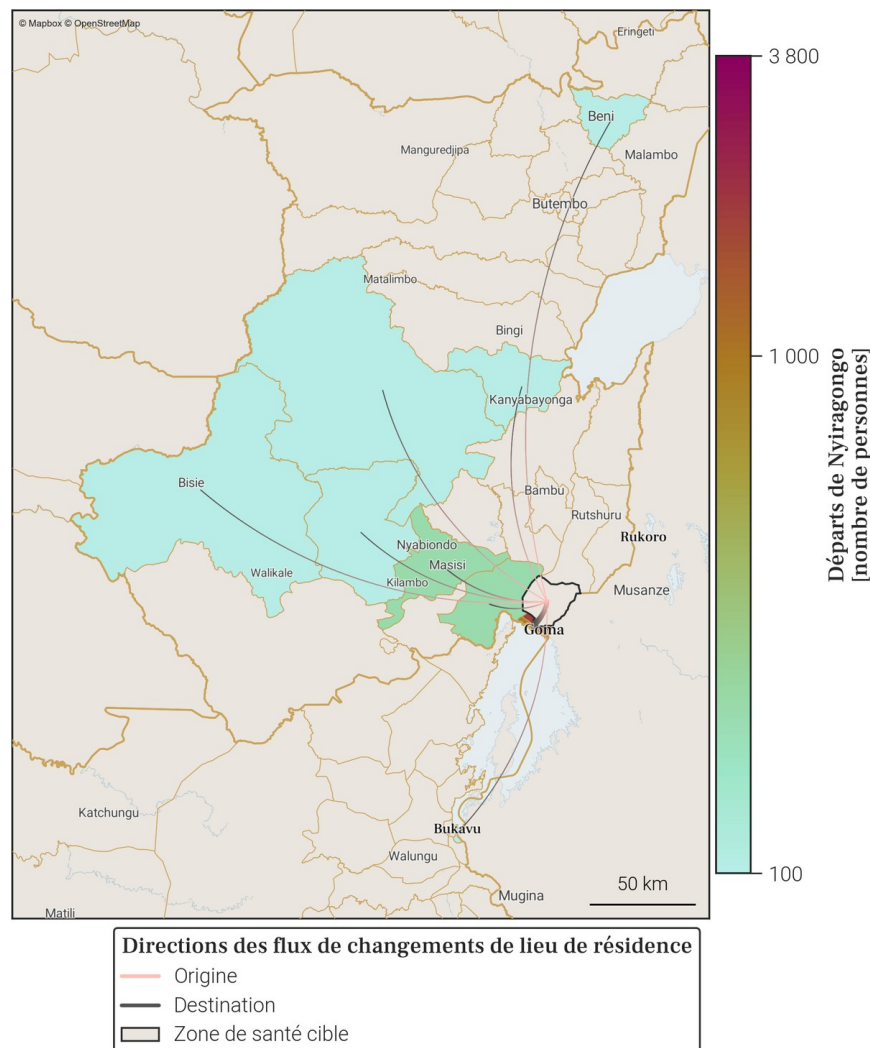 © Mapbox © OpenStreetMap
Eringeti
3 800
Beni
Manguredjipa
Malambo
Butembo
Matalimbo
Bingi
1 000
Kanyabayonga
Départs de Nyiragongo
[nombre de personnes]
Bisie
Bambu
Rutshuru
Nyabiondo
Rukoro
Masisi
Walikale
Kilambo
Musanze
Goma
Katchungu
Bukavu
Walungu
100
50 km
Mugina
Matili
Directions des flux de changements de lieu de résidence
Origine
Destination
Zone de santé cible